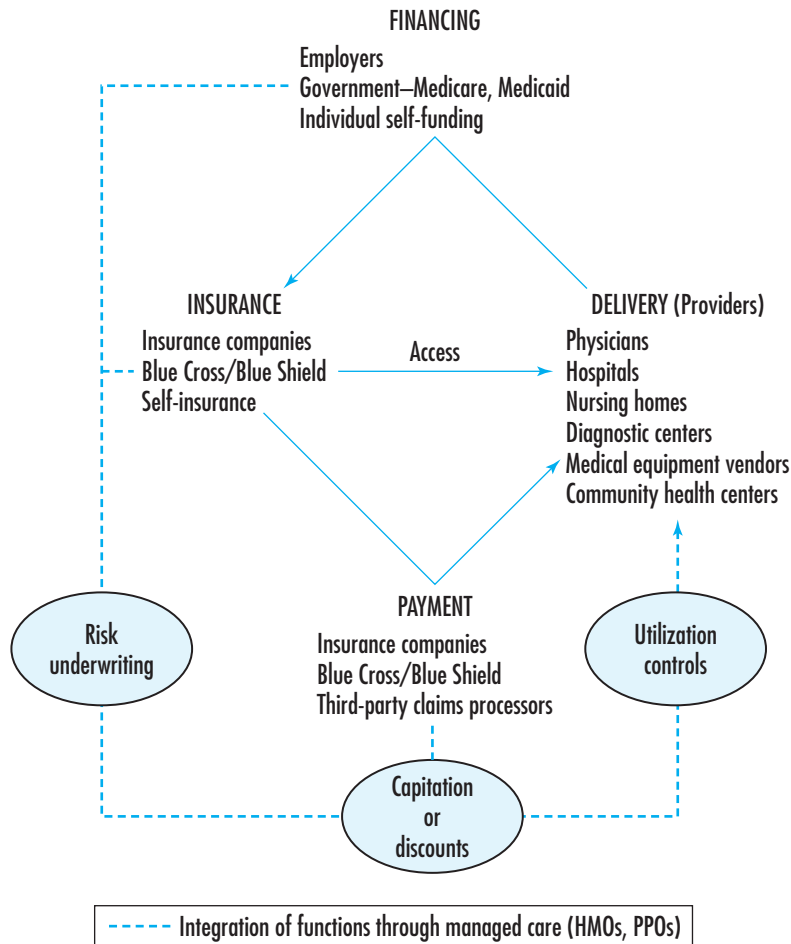 FINANCING
Employers
Government–Medicare, Medicaid
Individual self-funding
INSURANCE
Insurance companies
Blue Cross/Blue Shield
Self-insurance
Access
DELIVERY (Providers)
Physicians
Hospitals
Nursing homes
Diagnostic centers
Medical equipment vendors
Community health centers
Risk
underwriting
PAYMENT
Insurance companies
Blue Cross/Blue Shield
Third-party claims processors
Utilization
controls
Capitation
or
discounts
Integration of functions through managed care (HMOs, PPOs)